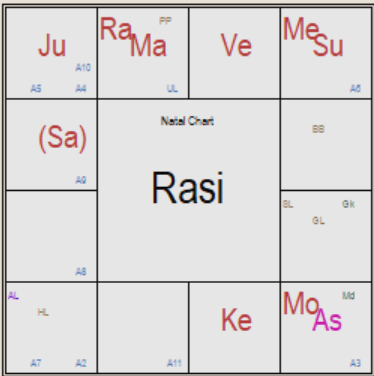 Ju
A10
A5 A4
Ra PP
Ma
UL
Ve
Me
Su
A6
(Sa)
A9
Natal Chart
Rasi
BB
A8
SL Gk
GL
AL
HL
A7 A2
A11
Ke
Mo Md
As
A3